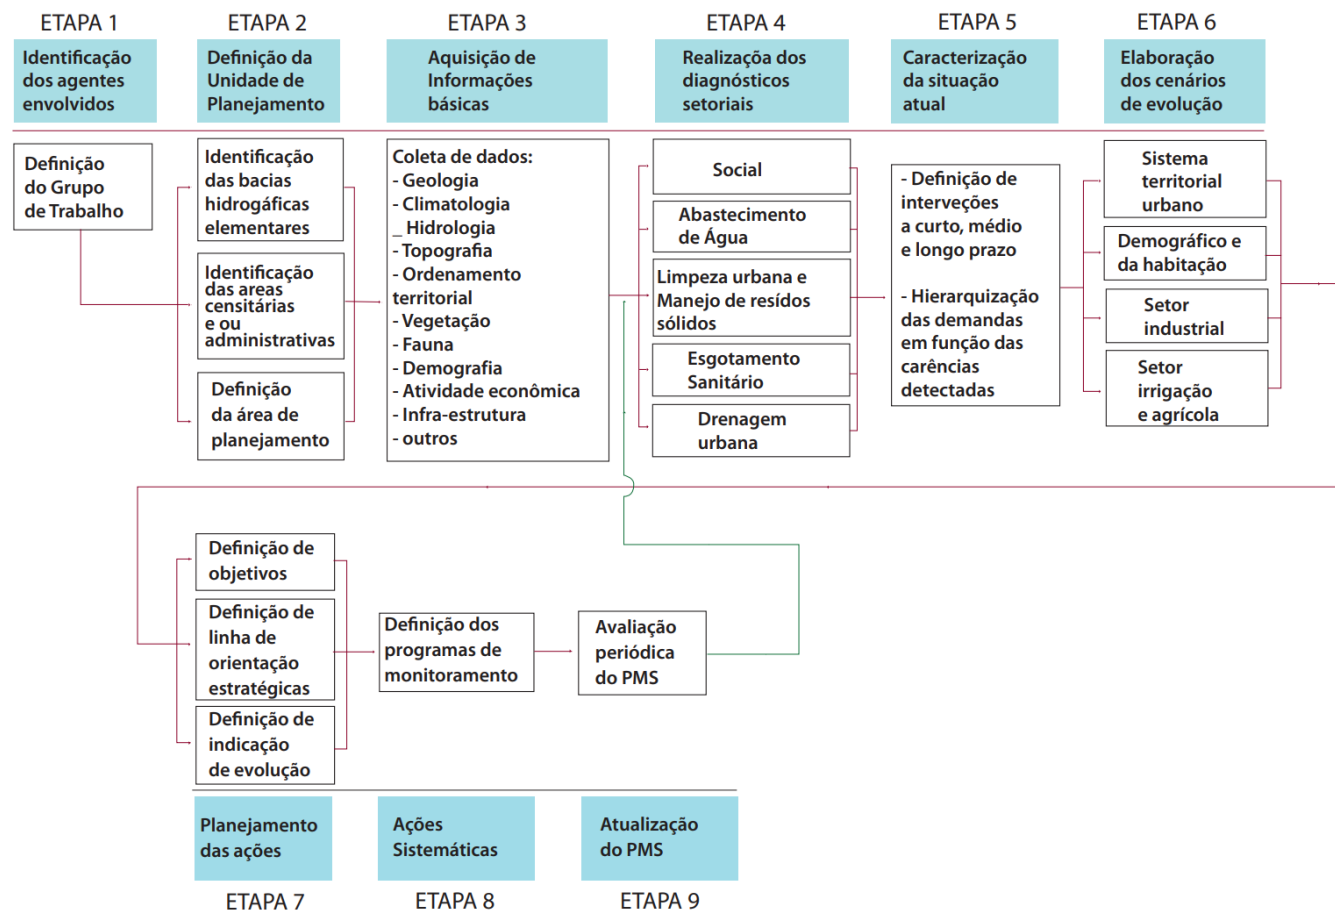 ETAPA 1
Identificação
dos agentes
envolvidos
Definição
do Grupo
de Trabalho
ETAPA 2
Definição da
Unidade de
Planejamento
Identificação
das bacias
hidrogáficas
elementares
Identificação
das areas
censitárias
e ou
administrativas
Definição
da área de
planejamento
ETAPA 3
Aquisição de
Informações
básicas
Coleta de dados:
- Geologia
- Climatologia
_ Hidrologia
- Topografia
- Ordenamento
territorial
- Vegetação
- Fauna
- Demografia
- Atividade econômica
- Infra-estrutura
- outros
ETAPA 4
Realizaçõa dos
diagnósticos
setoriais
Social
Abastecimento
de Água
Limpeza urbana e
Manejo de resídos
sólidos
Esgotamento
Sanitário
Drenagem
urbana
ETAPA 5
Caracterização
da situação
atual
- Definição de
interveções
a curto, médio
e longo prazo
- Hierarquização
das demandas
em função das
carências
detectadas
ETAPA 6
Elaboração
dos cenários
de evolução
Sistema
territorial
urbano
Demográfico e
da habitação
Setor
industrial
Setor
irrigação
e agrícola
Definição de
objetivos
Definição de
linha de
orientação
estratégicas
Definição de
indicação
de evolução
Planejamento
das ações
ETAPA 7
Definição dos
programas de
monitoramento
Ações
Sistemáticas
ETAPA 8
Avaliação
periódica
do PMS
Atualização
do PMS
ETAPA 9